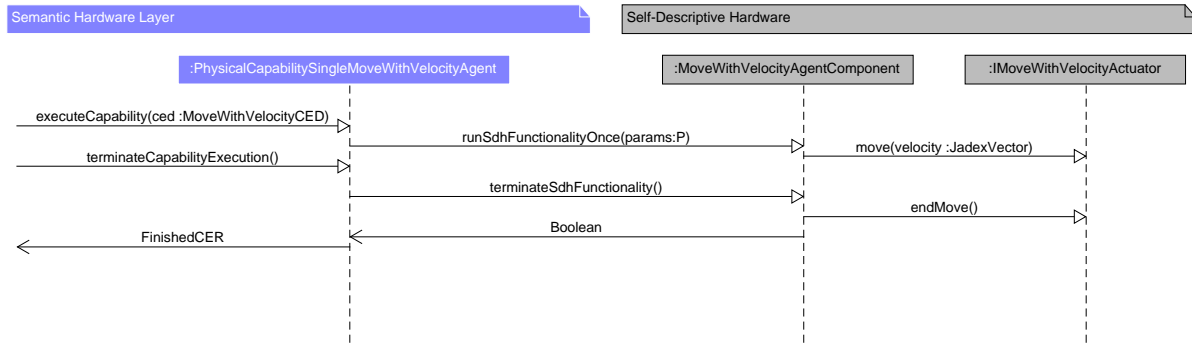 Semantic Hardware Layer
Self-Descriptive Hardware
:PhysicalCapabilitySingleMoveWithVelocityAgent
:MoveWithVelocityAgentComponent
:IMoveWithVelocityActuator
executeCapability(ced :MoveWithVelocityCED)
runSdhFunctionalityOnce(params:P)
move(velocity :JadexVector)
terminateCapabilityExecution()
terminateSdhFunctionality()
endMove()
Boolean
FinishedCER